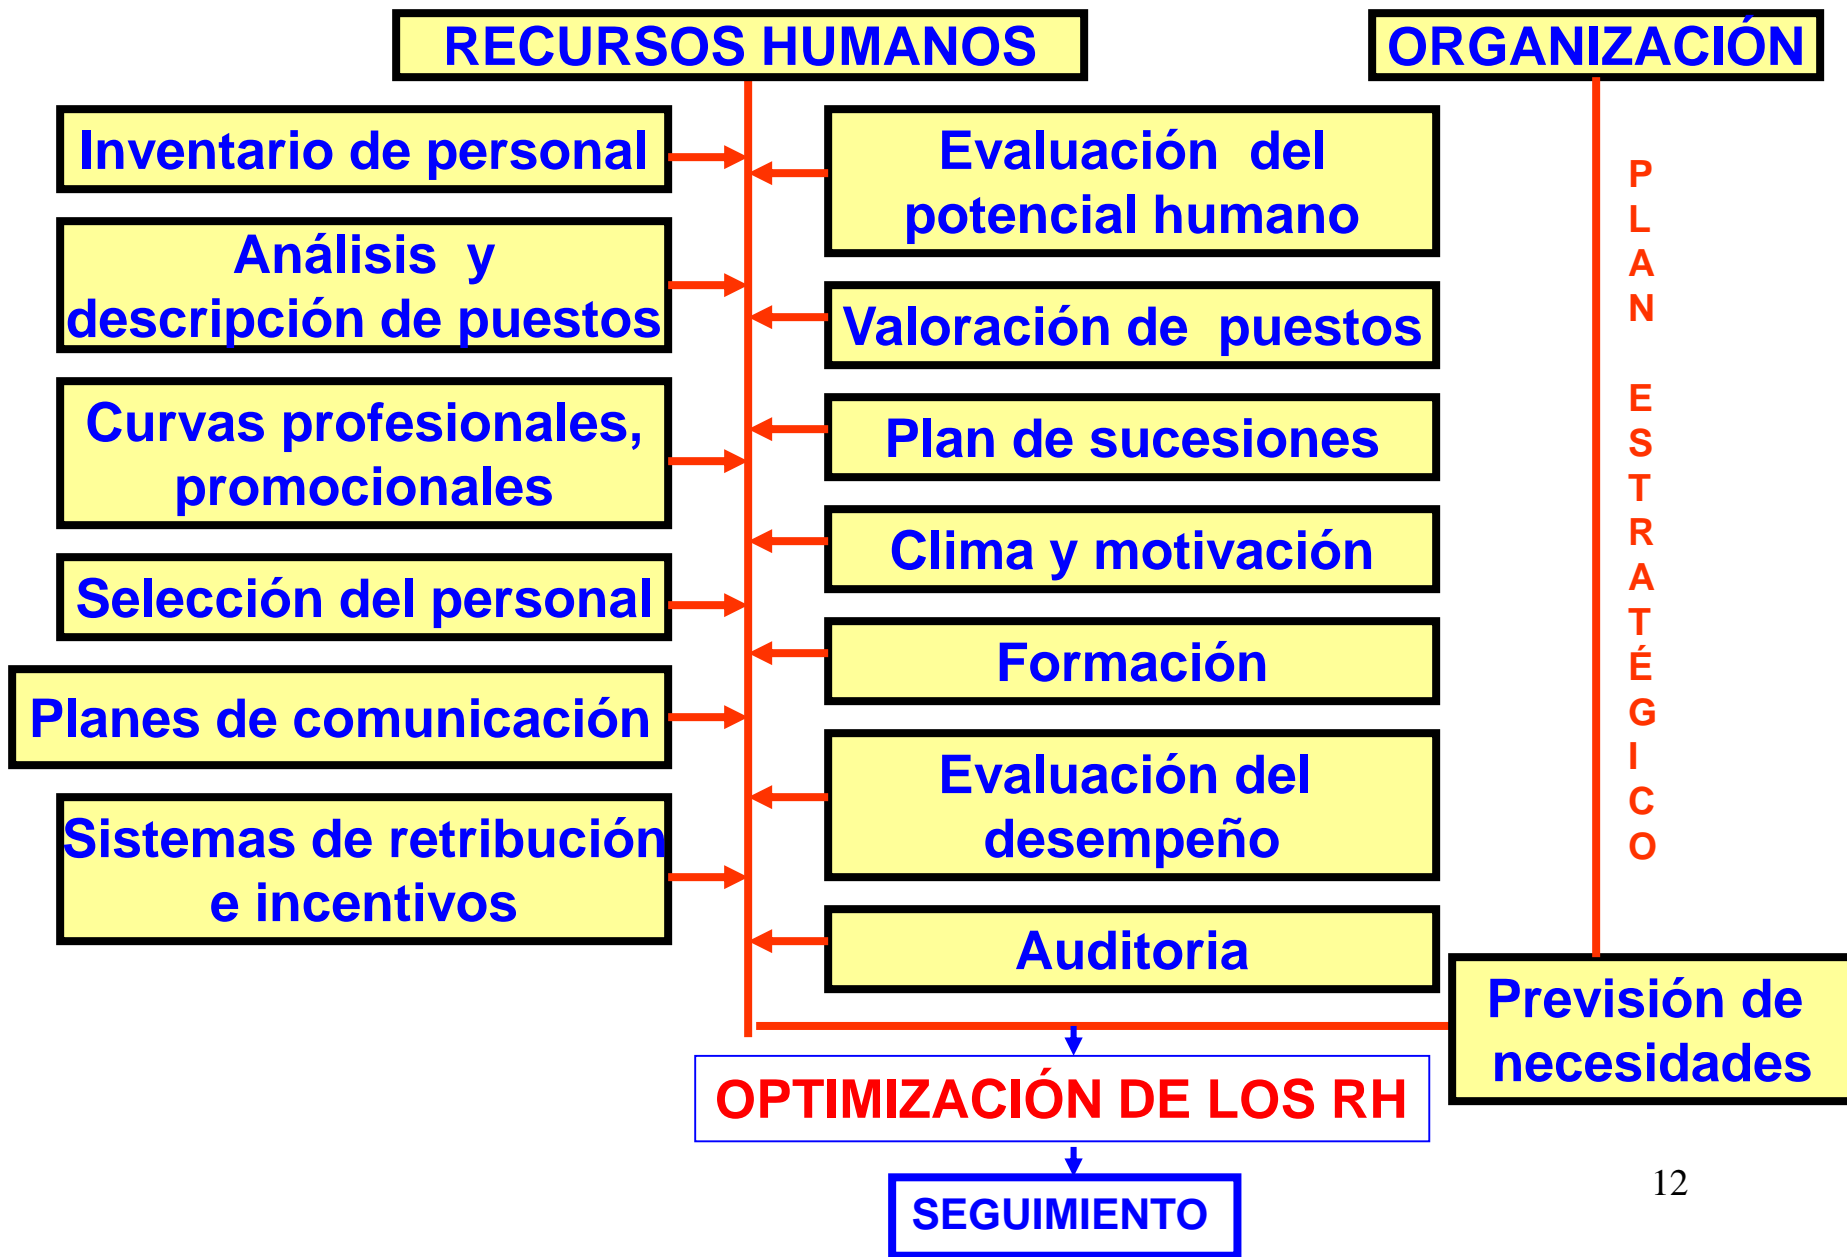 RECURSOS HUMANOS
ORGANIZACIÓN
Inventario de personal
Análisis y
descripción de puestos
Curvas profesionales,
promocionales
Selección del personal
Planes de comunicación
Sistemas de retribución
e incentivos
Evaluación del
potencial humano
Valoración de puestos
Plan de sucesiones
Clima y motivación
Formación
Evaluación del
desempeño
Auditoria
PLAN ESTRATÉGICO
Previsión de
necesidades
OPTIMIZACIÓN DE LOS RH
SEGUIMIENTO
12